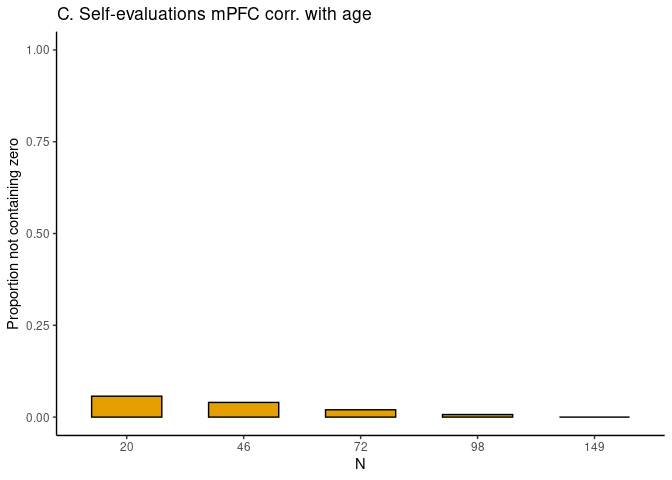 C. Self-evaluations mPFC corr. with age
Proportion not containing zero
1.00
0.75
0.50
0.25
0.00
20 46 72 98 149
N